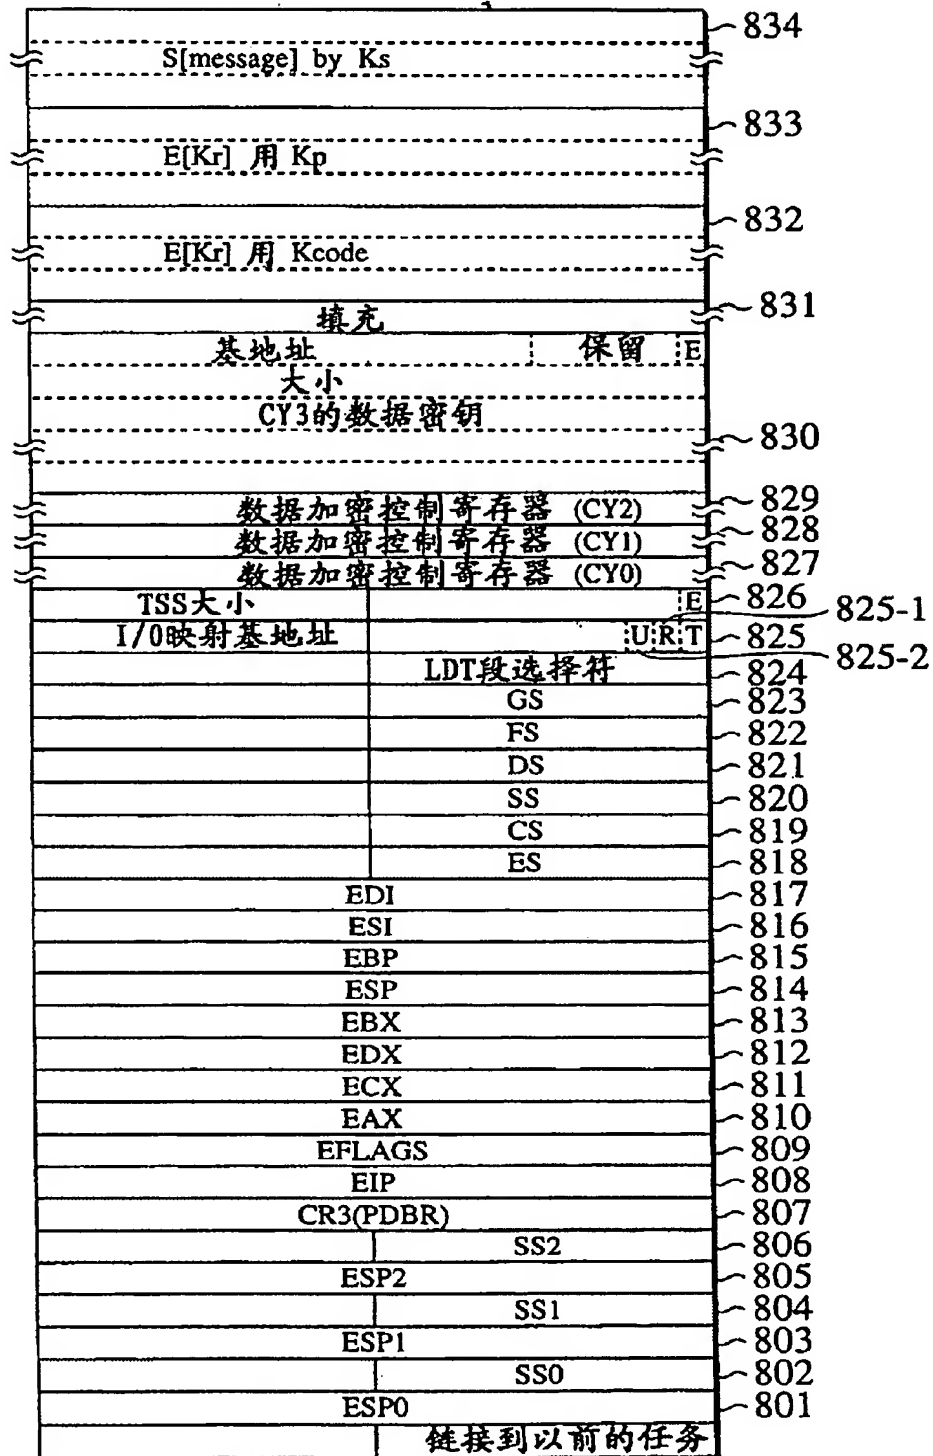 834
S[message] by Ks
833
E[Kr] 用 Kp
832
E[Kr] 用 Kcode
831
填充
基地址 保留 E
大小
CY3的数据密钥
830
829
数据加密控制寄存器 (CY2)
828
数据加密控制寄存器 (CY1)
827
数据加密控制寄存器 (CY0)
TSS大小 E 826
825-1
I/0映射基地址 U R T 825
825-2
LDT段选择符 824
GS 823
FS 822
DS 821
SS 820
CS 819
ES 818
EDI 817
ESI 816
EBP 815
ESP 814
EBX 813
EDX 812
ECX 811
EAX 810
EFLAGS 809
EIP 808
CR3(PDBR) 807
SS2 806
ESP2 805
SS1 804
ESP1 803
SS0 802
ESP0 801
链接到以前的任务